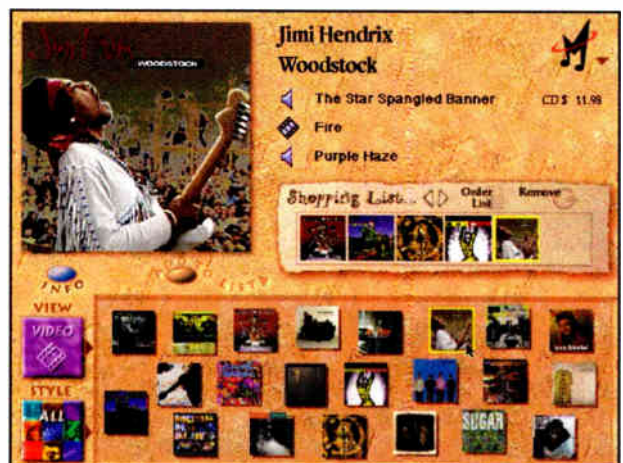 WOODSTOCK
Jimi Hendrix
Woodstock
The Star Spangled Banner CD $ 11.98
Fire
Purple Haze
Shopping List... Order List Remove
INFO
VIEW
VIDEO
STYLE
ALL
SUGAR